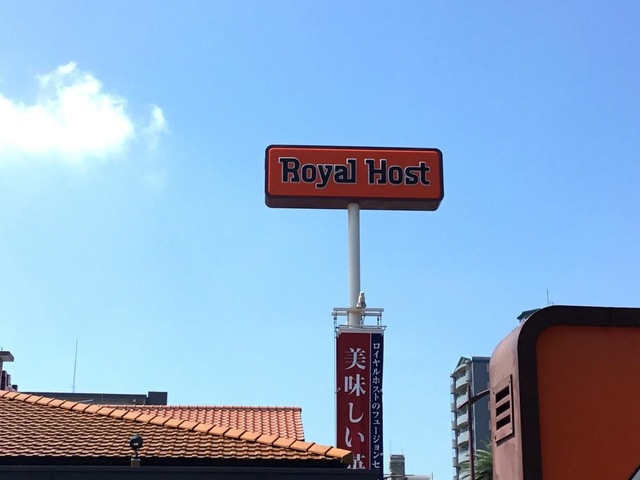 Royal Host
美味しい
ロイヤルホストのフュージョンセ